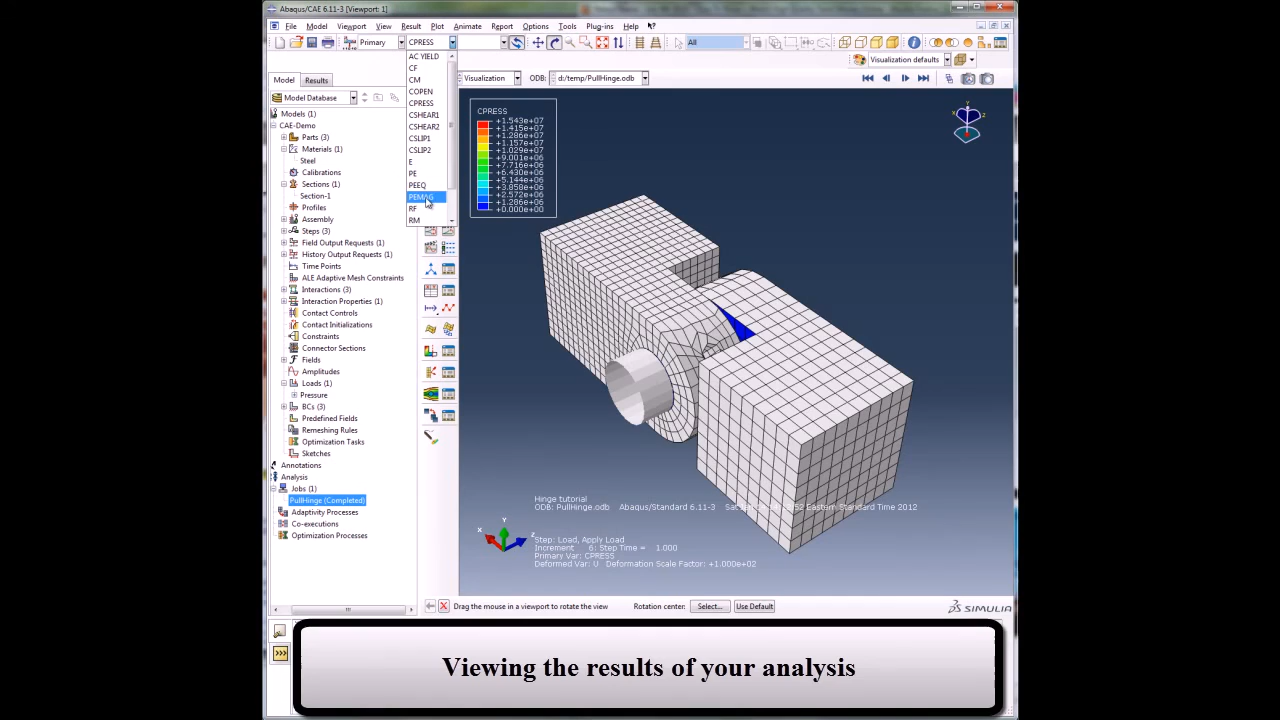 Abaqus/CAE 6.11-3 [Viewport: 1]
File Model Viewport View Result Plot Animate Report Options Tools Plug-ins Help
Primary CPRESS All
Visualization defaults
Visualization ODB: d:/temp/PullHinge.odb
Model Results
Model Database
Models (1)
CAE-Demo
Parts (3)
Materials (1)
Steel
Calibrations
Sections (1)
Section-1
Profiles
Assembly
Steps (3)
Field Output Requests (1)
History Output Requests (1)
Time Points
ALE Adaptive Mesh Constraints
Interactions (3)
Interaction Properties (1)
Contact Controls
Contact Initializations
Constraints
Connector Sections
Fields
Amplitudes
Loads (1)
Pressure
BCs (3)
Predefined Fields
Remeshing Rules
Optimization Tasks
Sketches
Annotations
Analysis
Jobs (1)
PullHinge (Completed)
Adaptivity Processes
Co-executions
Optimization Processes
AC YIELD
CF
CM
COPEN
CPRESS
CSHEAR1
CSHEAR2
CSLIP1
CSLIP2
E
PE
PEEQ
PEMAG
RF
RM
CPRESS
+1.543e+07
+1.415e+07
+1.286e+07
+1.157e+07
+1.029e+07
+9.001e+06
+7.716e+06
+6.430e+06
+5.144e+06
+3.858e+06
+2.572e+06
+1.286e+06
+0.000e+00
Y
Z
Hinge tutorial
ODB: PullHinge.odb Abaqus/Standard 6.11-3 Eastern Standard Time 2012
Y
X
Z
Step: Load, Apply Load
Increment 6: Step Time = 1.000
Primary Var: CPRESS
Deformed Var: U Deformation Scale Factor: +1.000e+02
Drag the mouse in a viewport to rotate the view Rotation center: Select... Use Default
SIMULIA
>>>
Viewing the results of your analysis